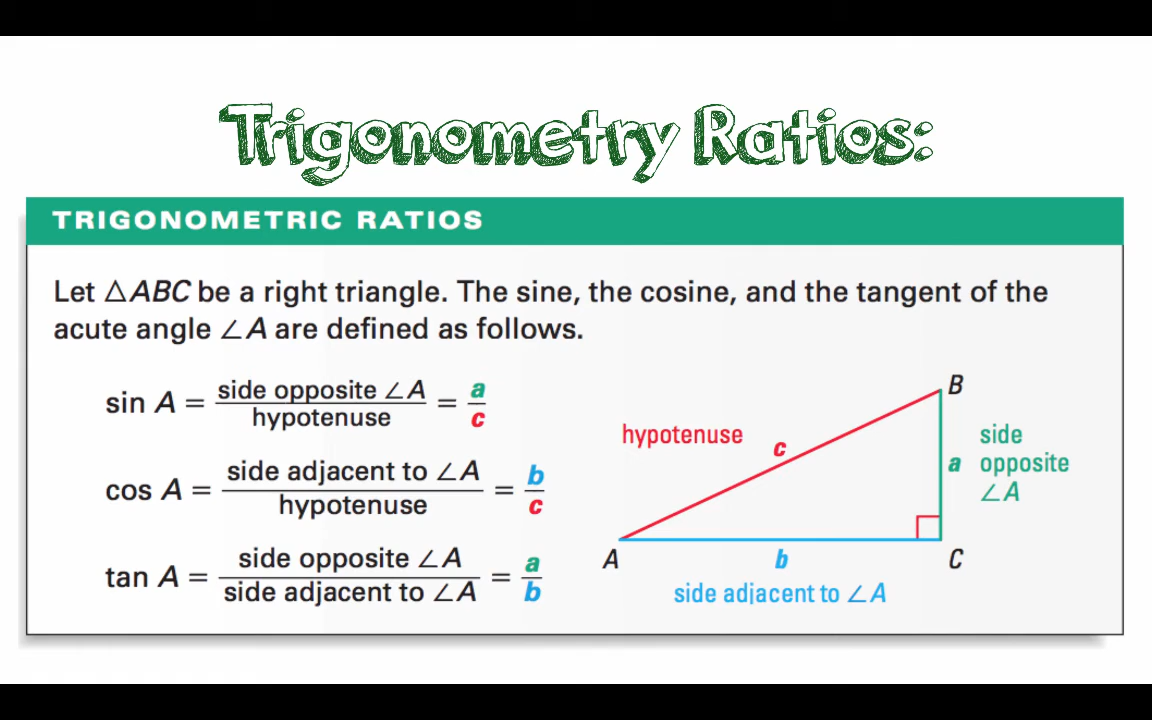 Trigonometry Ratios:
TRIGONOMETRIC RATIOS
Let △ABC be a right triangle. The sine, the cosine, and the tangent of the
acute angle ∠A are defined as follows.
sin A = side opposite ∠A / hypotenuse = a / c
cos A = side adjacent to ∠A / hypotenuse = b / c
tan A = side opposite ∠A / side adjacent to ∠A = a / b
B
hypotenuse
c
side
a opposite
∠A
A
b
C
side adjacent to ∠A